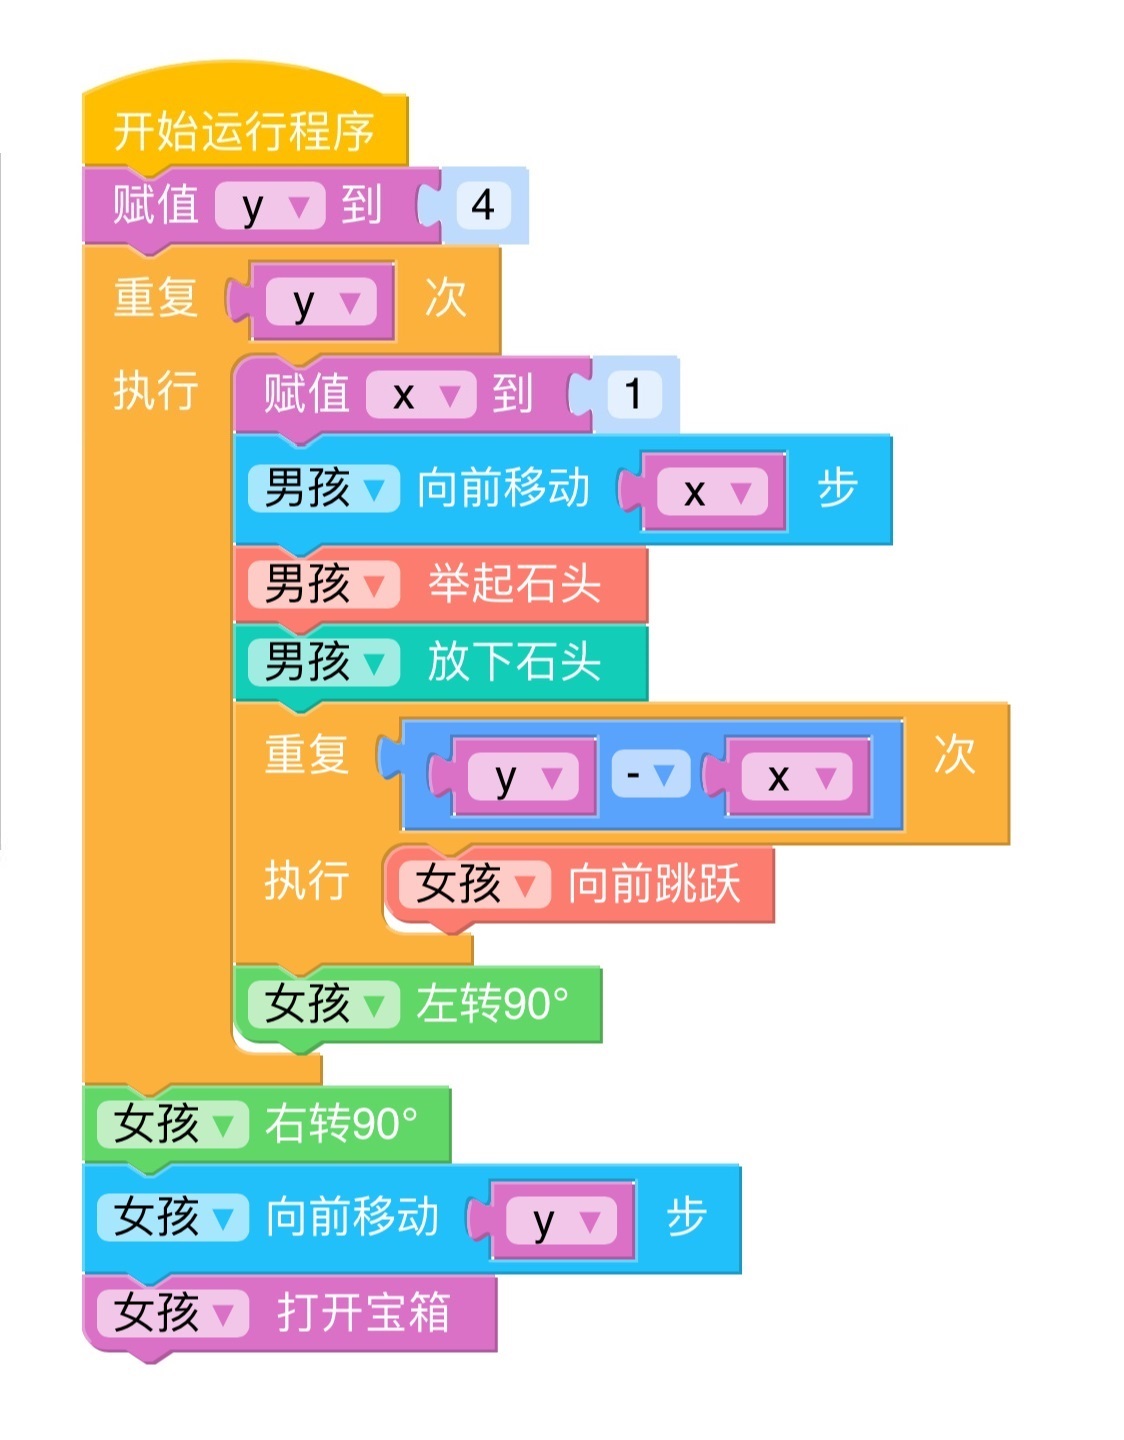 开始运行程序
赋值 y ▼ 到 4
重复 y ▼ 次
执行 赋值 x ▼ 到 1
男孩 ▼ 向前移动 x ▼ 步
男孩 ▼ 举起石头
男孩 ▼ 放下石头
重复 y ▼ - ▼ x ▼ 次
执行 女孩 ▼ 向前跳跃
女孩 ▼ 左转90°
女孩 ▼ 右转90°
女孩 ▼ 向前移动 y ▼ 步
女孩 ▼ 打开宝箱